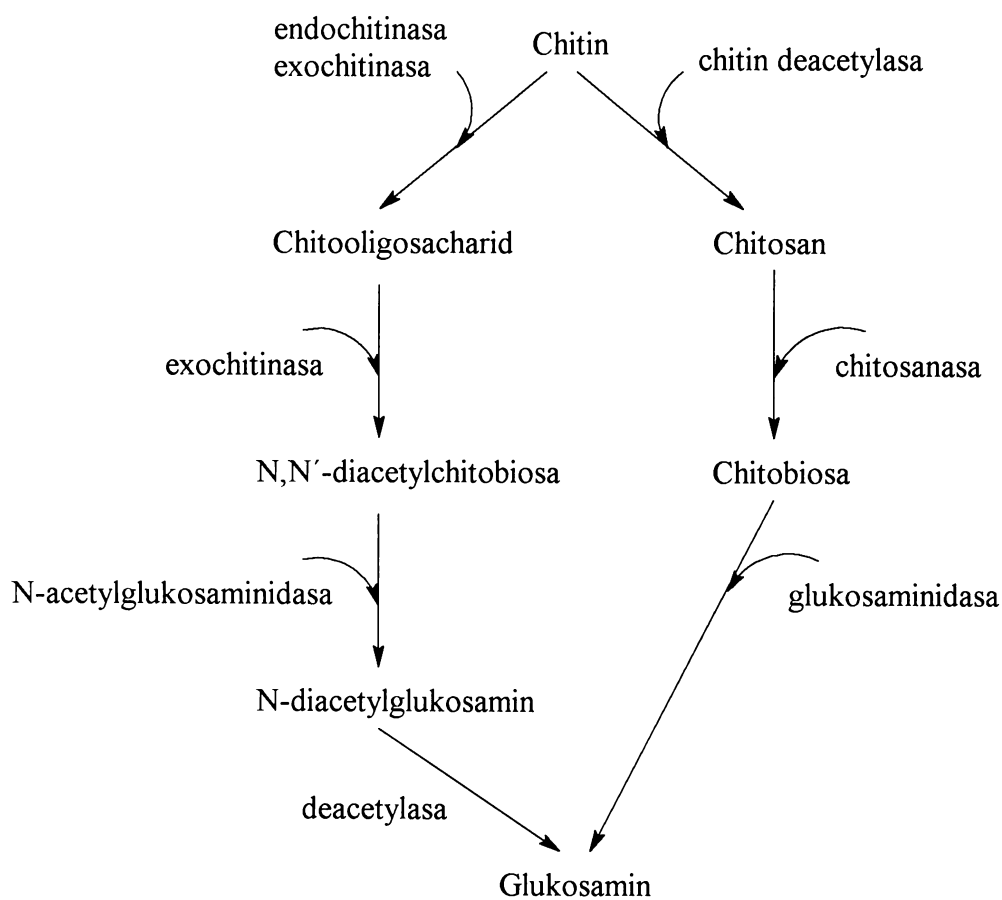 endochitinasa
exochitinasa
Chitin
chitin deacetylasa
Chitooligosacharid
Chitosan
exochitinasa
chitosanasa
N,N´-diacetylchitobiosa
Chitobiosa
N-acetylglukosaminidasa
glukosaminidasa
N-diacetylglukosamin
deacetylasa
Glukosamin